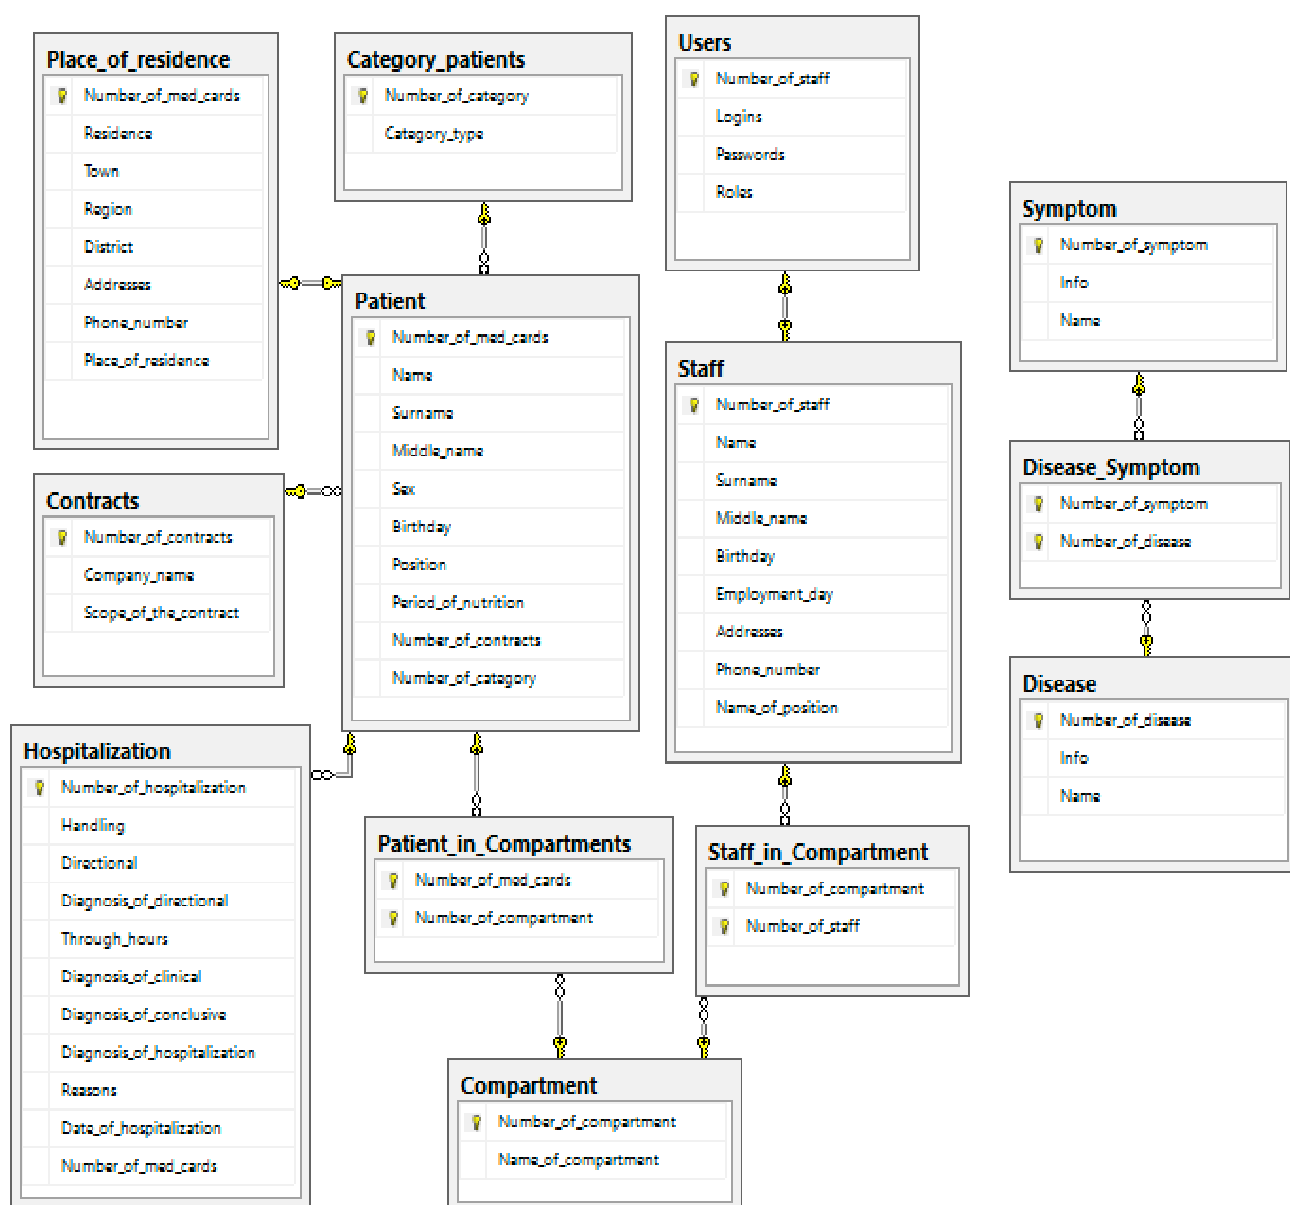 Place_of_residence
Number_of_med_cards
Residence
Town
Region
District
Addresses
Phone_number
Place_of_residence
Category_patients
Number_of_category
Category_type
Users
Number_of_staff
Logins
Passwords
Roles
Symptom
Number_of_symptom
Info
Name
Patient
Number_of_med_cards
Name
Surname
Middle_name
Sex
Birthday
Position
Period_of_nutrition
Number_of_contracts
Number_of_category
Staff
Number_of_staff
Name
Surname
Middle_name
Birthday
Employment_day
Addresses
Phone_number
Name_of_position
Disease_Symptom
Number_of_symptom
Number_of_disease
Contracts
Number_of_contracts
Company_name
Scope_of_the_contract
Disease
Number_of_disease
Info
Name
Hospitalization
Number_of_hospitalization
Handling
Directional
Diagnosis_of_directional
Through_hours
Diagnosis_of_clinical
Diagnosis_of_conclusive
Diagnosis_of_hospitalization
Reasons
Date_of_hospitalization
Number_of_med_cards
Patient_in_Compartments
Number_of_med_cards
Number_of_compartment
Staff_in_Compartment
Number_of_compartment
Number_of_staff
Compartment
Number_of_compartment
Name_of_compartment